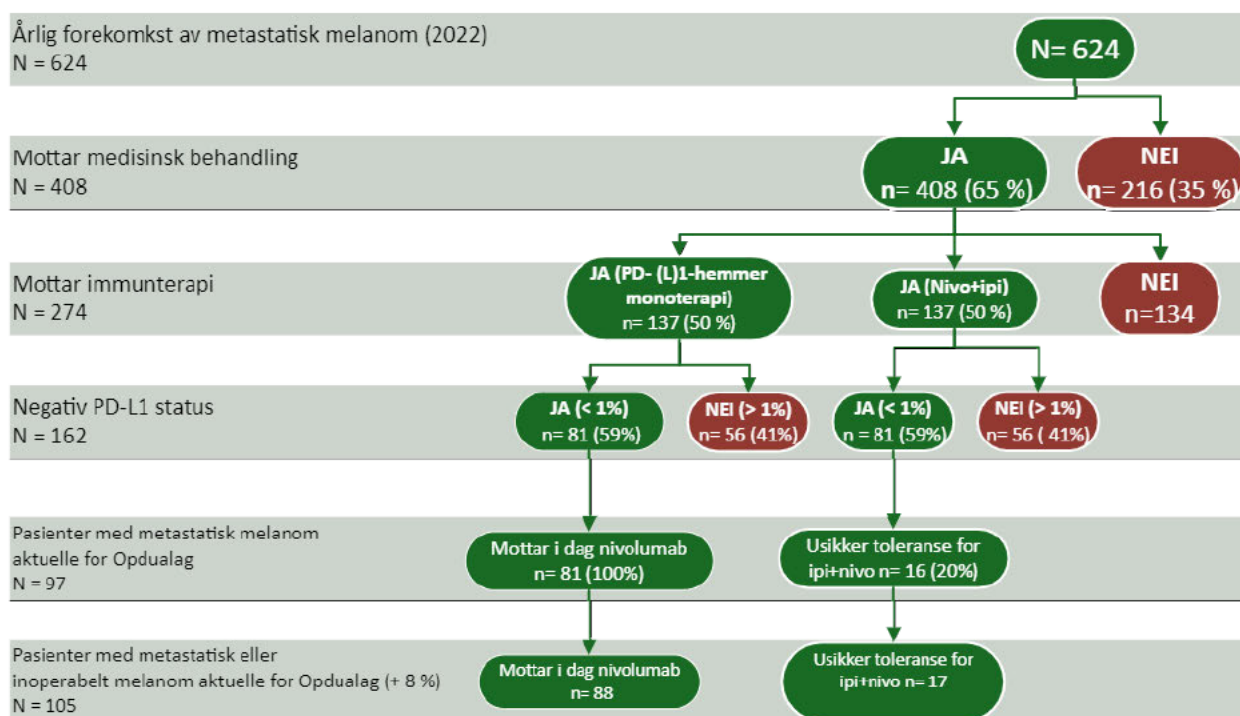 Årlig forekomkst av metastatisk melanom (2022)
N = 624
N= 624
Mottar medisinsk behandling
N = 408
JA
n= 408 (65 %)
NEI
n= 216 (35 %)
Mottar immunterapi
N = 274
JA (PD- (L)1-hemmer
monoterapi)
n= 137 (50 %)
JA (Nivo+ipi)
n= 137 (50 %)
NEI
n=134
Negativ PD-L1 status
N = 162
JA (< 1%)
n= 81 (59%)
NEI (> 1%)
n= 56 (41%)
JA (< 1%)
n= 81 (59%)
NEI (> 1%)
n= 56 ( 41%)
Pasienter med metastatisk melanom
aktuelle for Opdualag
N = 97
Mottar i dag nivolumab
n= 81 (100%)
Usikker toleranse for
ipi+nivo n= 16 (20%)
Pasienter med metastatisk eller
inoperabelt melanom aktuelle for Opdualag (+ 8 %)
N = 105
Mottar i dag nivolumab
n= 88
Usikker toleranse for
ipi+nivo n= 17